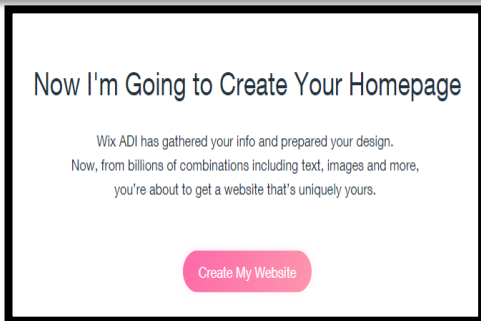 Now I'm Going to Create Your Homepage
Wix ADI has gathered your info and prepared your design.
Now, from billions of combinations including text, images and more,
you're about to get a website that's uniquely yours.
Create My Website